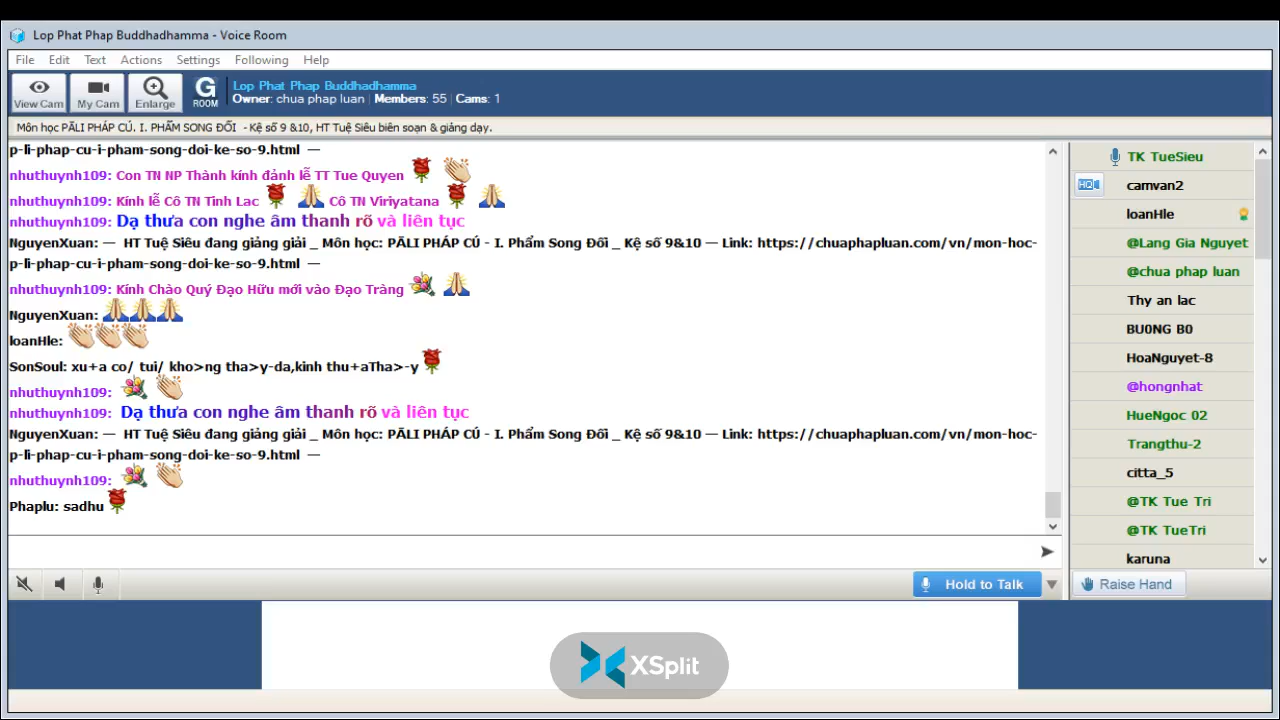 Lop Phat Phap Buddhadhamma - Voice Room
File Edit Text Actions Settings Following Help
View Cam My Cam Enlarge G ROOM
Lop Phat Phap Buddhadhamma
Owner: chua phap luan | Members: 55 | Cams: 1
Môn học PĀLI PHÁP CÚ. I. PHẨM SONG ĐỐI - Kệ số 9 &10, HT Tuệ Siêu biên soạn & giảng dạy.
p-li-phap-cu-i-pham-song-doi-ke-so-9.html —
nhuthuynh109: Con TN NP Thành kính đảnh lễ TT Tue Quyen
nhuthuynh109: Kính lễ Cô TN Tinh Lac Cô TN Viriyatana
nhuthuynh109: Dạ thưa con nghe âm thanh rõ và liên tục
NguyenXuan: — HT Tuệ Siêu đang giảng giải _ Môn học: PĀLI PHÁP CÚ - I. Phẩm Song Đối _ Kệ số 9&10 — Link: https://chuaphapluan.com/vn/mon-hoc-
p-li-phap-cu-i-pham-song-doi-ke-so-9.html —
nhuthuynh109: Kính Chào Quý Đạo Hữu mới vào Đạo Tràng
NguyenXuan:
loanHle:
SonSoul: xu+a co/ tui/ kho>ng tha>y-da,kinh thu+aTha>-y
nhuthuynh109:
nhuthuynh109: Dạ thưa con nghe âm thanh rõ và liên tục
NguyenXuan: — HT Tuệ Siêu đang giảng giải _ Môn học: PĀLI PHÁP CÚ - I. Phẩm Song Đối _ Kệ số 9&10 — Link: https://chuaphapluan.com/vn/mon-hoc-
p-li-phap-cu-i-pham-song-doi-ke-so-9.html —
nhuthuynh109:
Phaplu: sadhu
Hold to Talk
TK TueSieu
HQ
camvan2
loanHle
@Lang Gia Nguyet
@chua phap luan
Thy an lac
BU0NG B0
HoaNguyet-8
@hongnhat
HueNgoc 02
Trangthu-2
citta_5
@TK Tue Tri
@TK TueTri
karuna
Raise Hand
XSplit